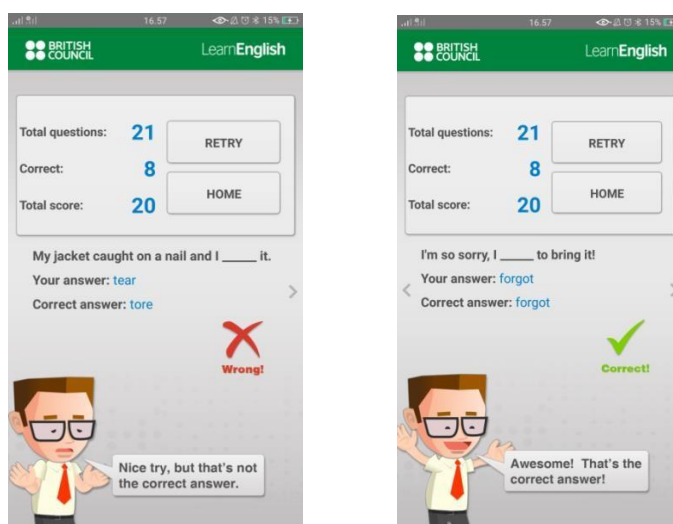 16.57
15%
BRITISH
COUNCIL
LearnEnglish
Total questions: 21
RETRY
Correct: 8
HOME
Total score: 20
My jacket caught on a nail and I _____ it.
Your answer: tear
Correct answer: tore
Wrong!
Nice try, but that's not
the correct answer.
16.57
15%
BRITISH
COUNCIL
LearnEnglish
Total questions: 21
RETRY
Correct: 8
HOME
Total score: 20
I'm so sorry, I _____ to bring it!
Your answer: forgot
Correct answer: forgot
Correct!
Awesome! That's the
correct answer!